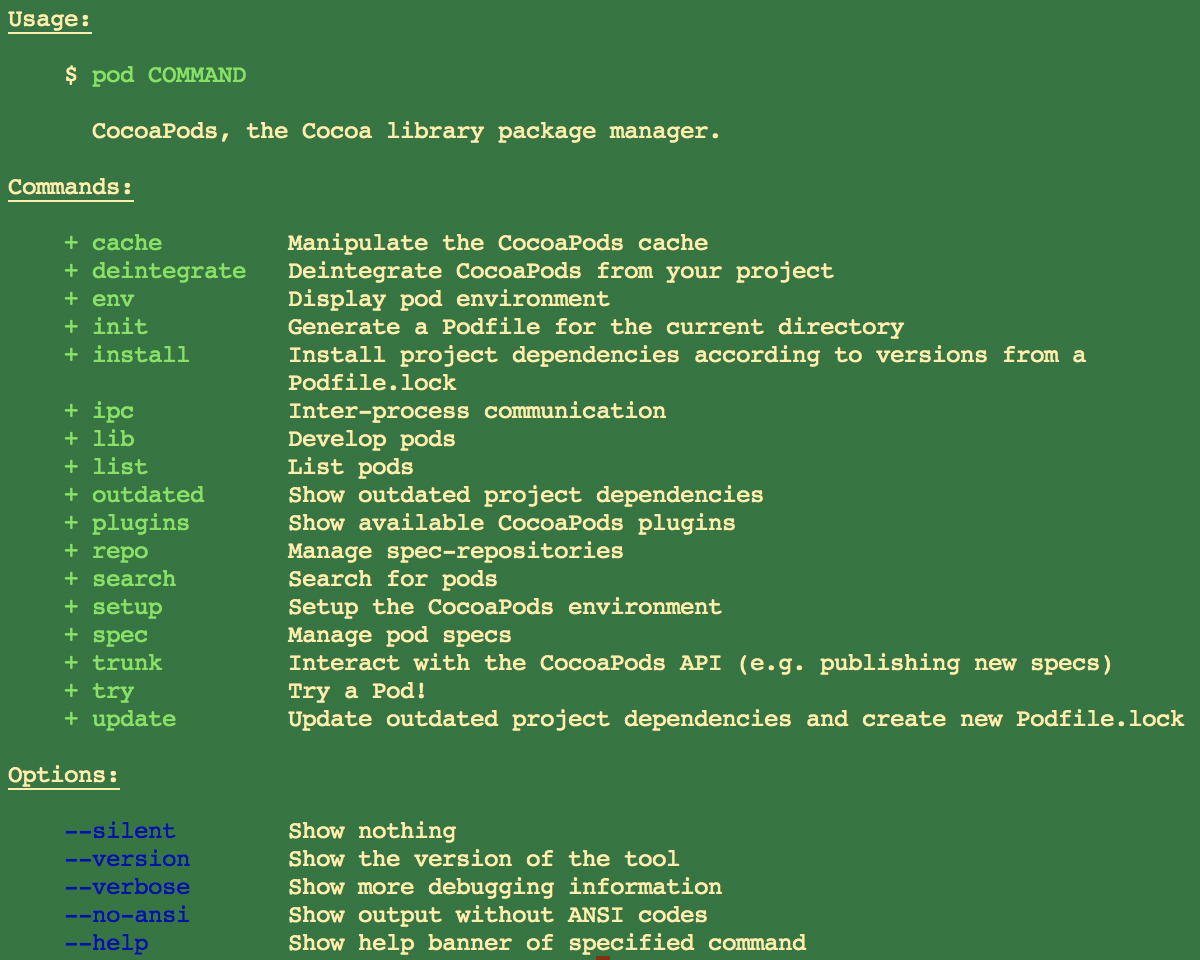 Usage:
$ pod COMMAND
CocoaPods, the Cocoa library package manager.
Commands:
+ cache Manipulate the CocoaPods cache
+ deintegrate Deintegrate CocoaPods from your project
+ env Display pod environment
+ init Generate a Podfile for the current directory
+ install Install project dependencies according to versions from a
Podfile.lock
+ ipc Inter-process communication
+ lib Develop pods
+ list List pods
+ outdated Show outdated project dependencies
+ plugins Show available CocoaPods plugins
+ repo Manage spec-repositories
+ search Search for pods
+ setup Setup the CocoaPods environment
+ spec Manage pod specs
+ trunk Interact with the CocoaPods API (e.g. publishing new specs)
+ try Try a Pod!
+ update Update outdated project dependencies and create new Podfile.lock
Options:
--silent Show nothing
--version Show the version of the tool
--verbose Show more debugging information
--no-ansi Show output without ANSI codes
--help Show help banner of specified command